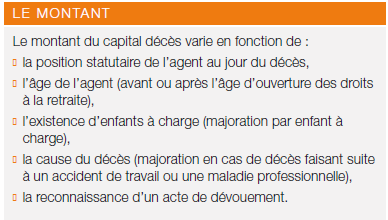 LE MONTANT
Le montant du capital décès varie en fonction de :
la position statutaire de l'agent au jour du décès,
l'âge de l'agent (avant ou après l'âge d'ouverture des droits
à la retraite),
l'existence d'enfants à charge (majoration par enfant à
charge),
la cause du décès (majoration en cas de décès faisant suite
à un accident de travail ou une maladie professionnelle),
la reconnaissance d'un acte de dévouement.